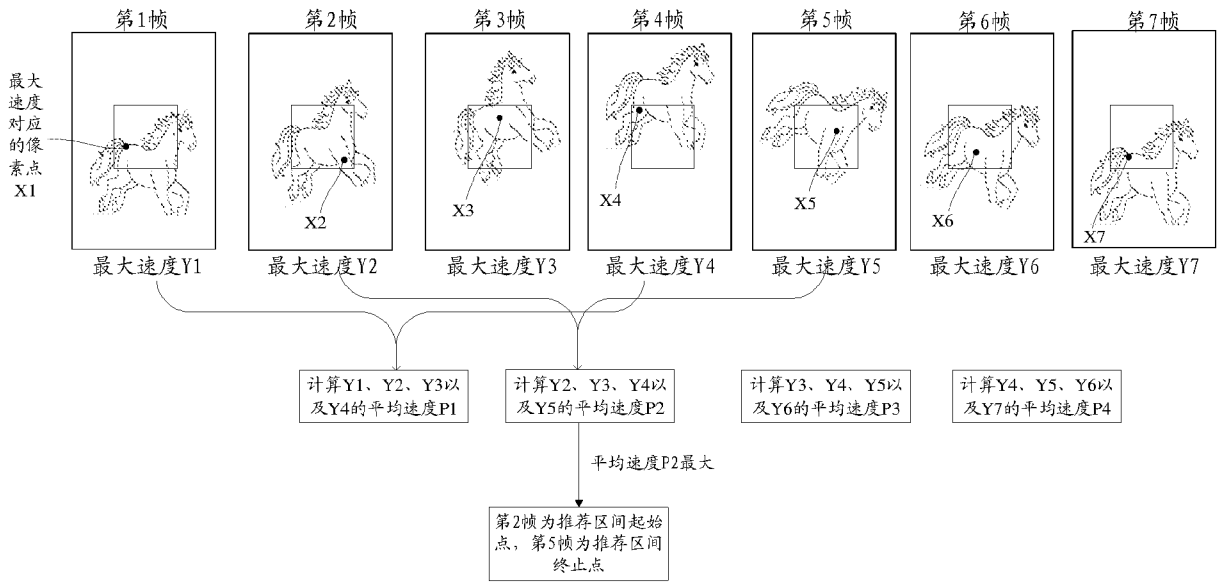 第1帧
第2帧
第3帧
第4帧
第5帧
第6帧
第7帧
最大
速度
对应
的像
素点
X1
X2
X3
X4
X5
X6
X7
最大速度Y1
最大速度Y2
最大速度Y3
最大速度Y4
最大速度Y5
最大速度Y6
最大速度Y7
计算Y1、Y2、Y3以
及Y4的平均速度P1
计算Y2、Y3、Y4以
及Y5的平均速度P2
计算Y3、Y4、Y5以
及Y6的平均速度P3
计算Y4、Y5、Y6以
及Y7的平均速度P4
平均速度P2最大
第2帧为推荐区间起始
点，第5帧为推荐区间
终止点